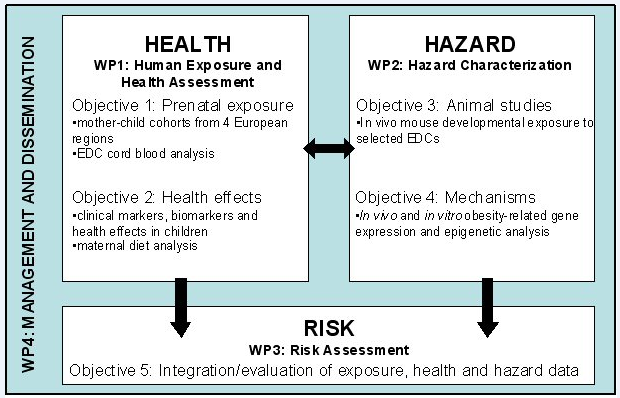 WP4: MANAGEMENT AND DISSEMINATION
HEALTH
WP1: Human Exposure and
Health Assessment
Objective 1: Prenatal exposure
•mother-child cohorts from 4 European
regions
•EDC cord blood analysis
Objective 2: Health effects
•clinical markers, biomarkers and
health effects in children
•maternal diet analysis
HAZARD
WP2: Hazard Characterization
Objective 3: Animal studies
•In vivo mouse developmental exposure to
selected EDCs
Objective 4: Mechanisms
•In vivo and in vitro obesity-related gene
expression and epigenetic analysis
RISK
WP3: Risk Assessment
Objective 5: Integration/evaluation of exposure, health and hazard data